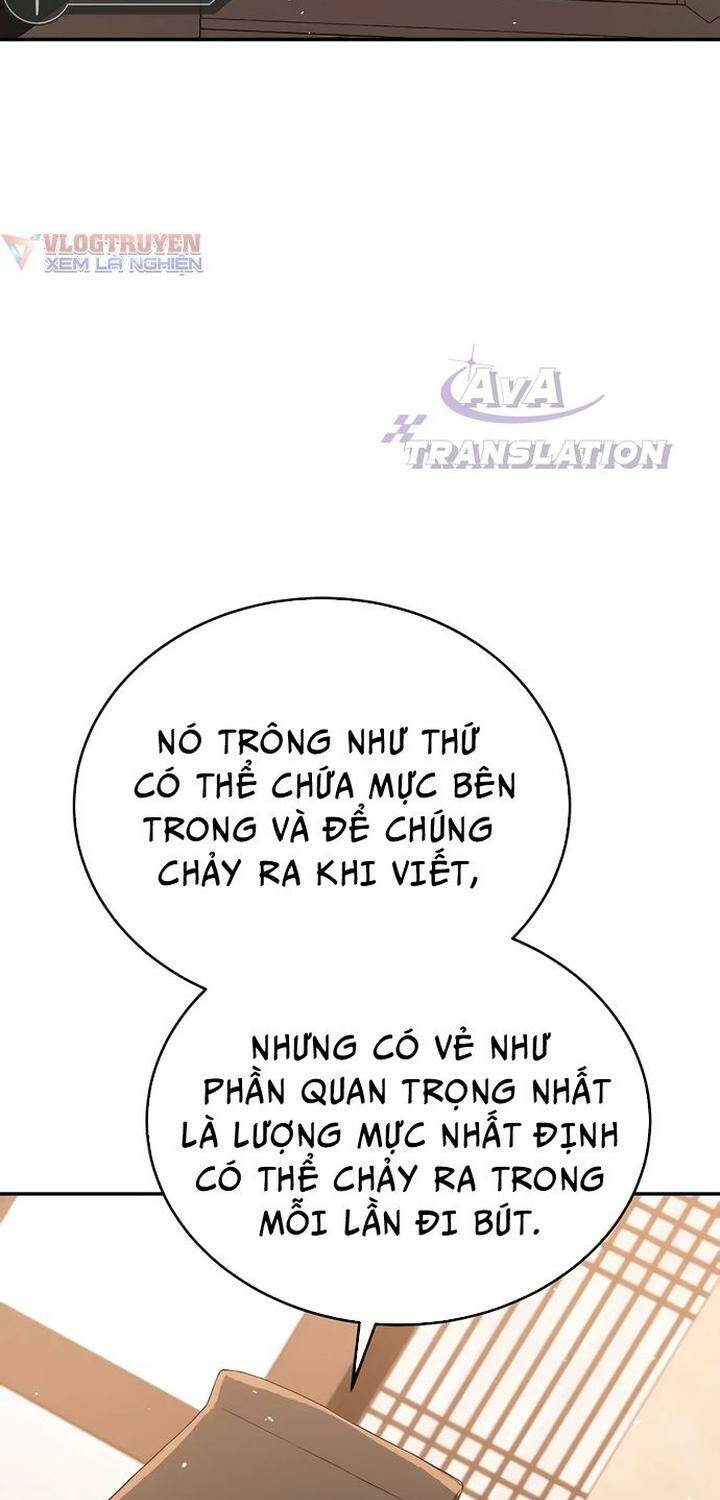 VLOGTRUYEN
XEM LÀ NGHIỆN
AVA
TRANSLATION
NÓ TRÔNG NHƯ THỨ
CÓ THỂ CHỨA MỰC BÊN
TRONG VÀ ĐỂ CHÚNG
CHẢY RA KHI VIẾT,
NHƯNG CÓ VẺ NHƯ
PHẦN QUAN TRỌNG NHẤT
LÀ LƯỢNG MỰC NHẤT ĐỊNH
CÓ THỂ CHẢY RA TRONG
MỖI LẦN ĐI BÚT.